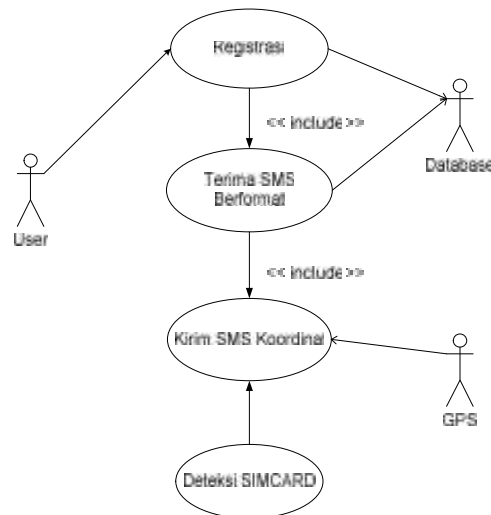 Registrasi
<< include >>
Database
Terima SMS
Berformat
User
<< include >>
Kirim SMS Koordinat
GPS
Deteksi SIMCARD